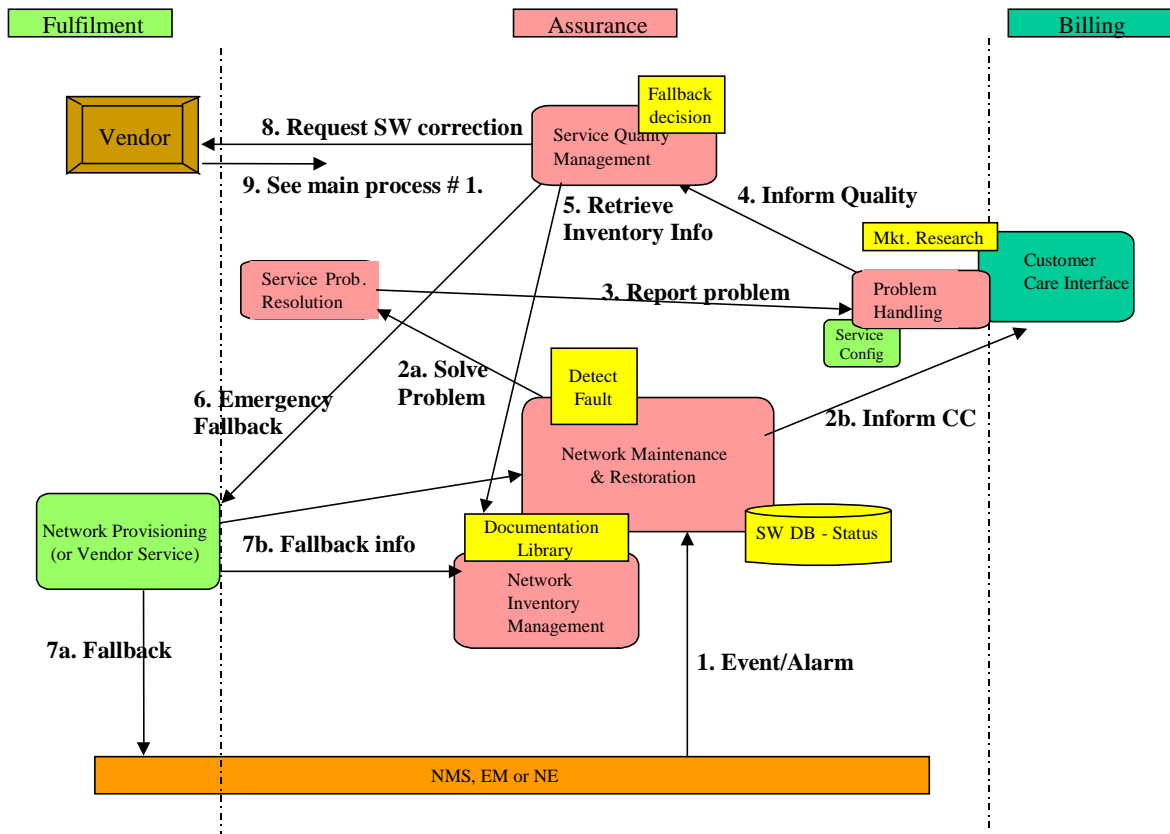 Fulfilment
Assurance
Billing
Vendor
8. Request SW correction
9. See main process # 1.
Fallback
decision
Service Quality
Management
4. Inform Quality
5. Retrieve
Inventory Info
Mkt. Research
Customer
Care Interface
Service Prob.
Resolution
3. Report problem
Problem
Handling
Service
Config
2a. Solve
Problem
Detect
Fault
6. Emergency
Fallback
2b. Inform CC
Network Maintenance
& Restoration
Network Provisioning
(or Vendor Service)
7b. Fallback info
Documentation
Library
SW DB - Status
Network
Inventory
Management
7a. Fallback
1. Event/Alarm
NMS, EM or NE